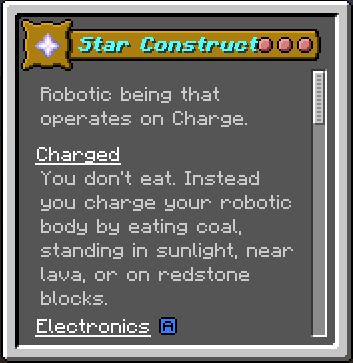 Star Construct
Robotic being that
operates on Charge.
Charged
You don't eat. Instead
you charge your robotic
body by eating coal,
standing in sunlight, near
lava, or on redstone
blocks.
Electronics A